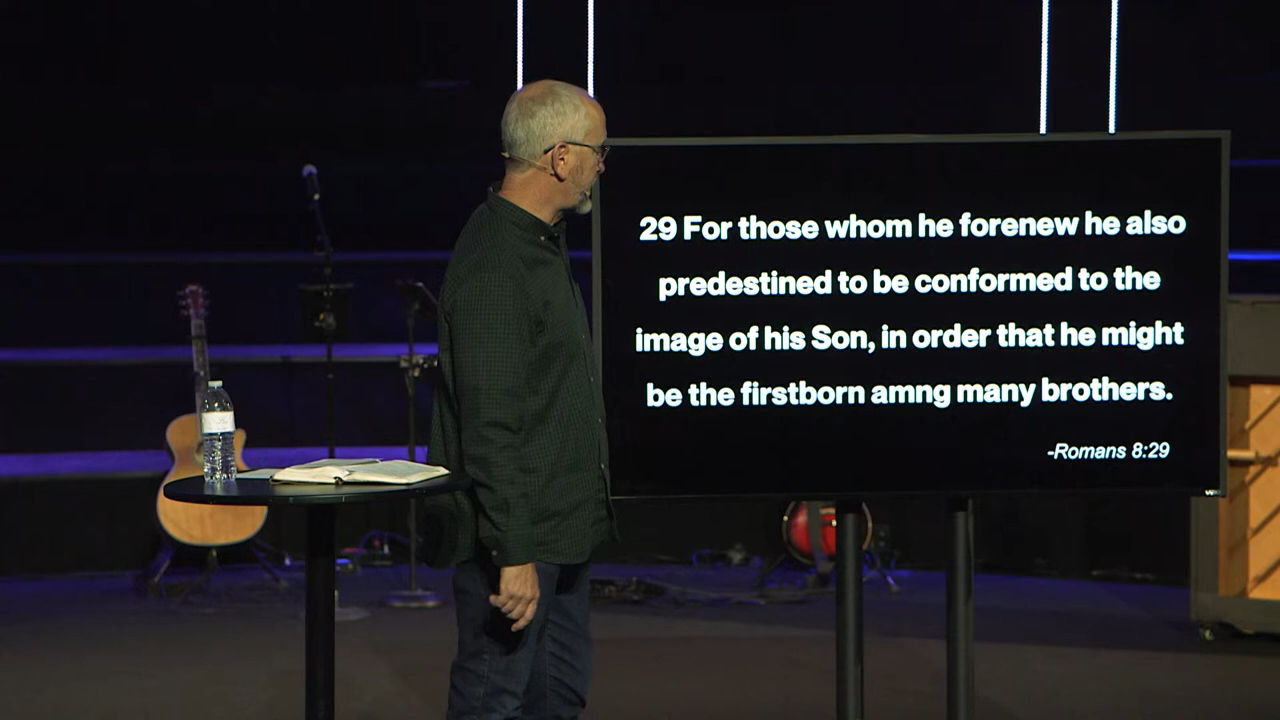 29 For those whom he forenew he also
predestined to be conformed to the
image of his Son, in order that he might
be the firstborn amng many brothers.
-Romans 8:29